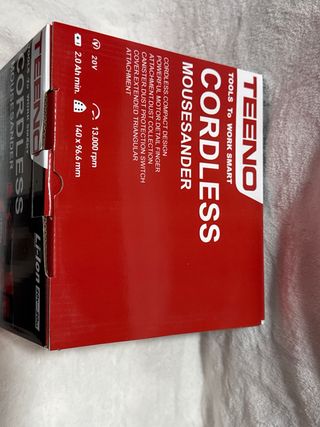 TEENO
TOOLS To WORK SMART
CORDLESS
MOUSESANDER
CORDLESS,COMPACT DESIGN
POWERFUL MOTOR,DETAIL FINGER
ATTACHMENT,DUST COLLECTION
CANISTER,DUST PROTECTION SWITCH
COVER,EXTENDED TRIANGULAR
ATTACHMENT
20V
13.000 rpm
2.0 Ah min.
140 x 96.6 mm
TEENO
CORDLESS
MOUSE SANDER
Li-Ion